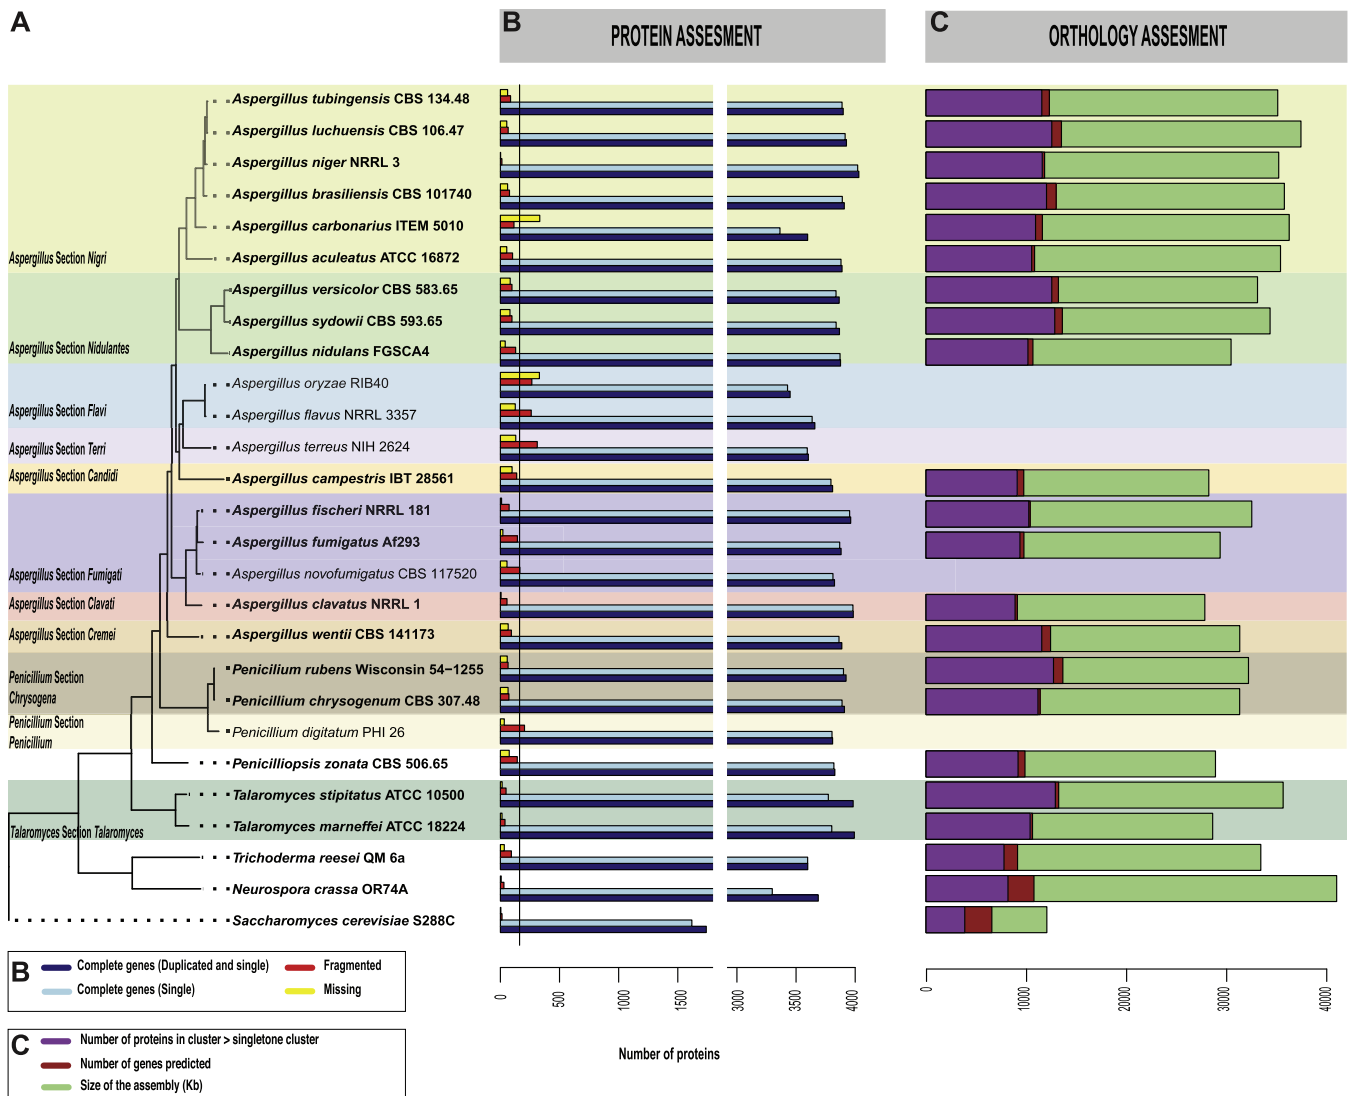 A
B
PROTEIN ASSESMENT
C
ORTHOLOGY ASSESMENT
Aspergillus tubingensis CBS 134.48
Aspergillus luchuensis CBS 106.47
Aspergillus niger NRRL 3
Aspergillus brasiliensis CBS 101740
Aspergillus carbonarius ITEM 5010
Aspergillus Section Nigri
Aspergillus aculeatus ATCC 16872
Aspergillus versicolor CBS 583.65
Aspergillus sydowii CBS 593.65
Aspergillus Section Nidulantes
Aspergillus nidulans FGSCA4
Aspergillus oryzae RIB40
Aspergillus Section Flavi
Aspergillus flavus NRRL 3357
Aspergillus Section Terri
Aspergillus terreus NIH 2624
Aspergillus Section Candidi
Aspergillus campestris IBT 28561
Aspergillus fischeri NRRL 181
Aspergillus fumigatus Af293
Aspergillus Section Fumigati
Aspergillus novofumigatus CBS 117520
Aspergillus Section Clavati
Aspergillus clavatus NRRL 1
Aspergillus Section Cremei
Aspergillus wentii CBS 141173
Penicillium Section
Chrysogena
Penicilium rubens Wisconsin 54−1255
Penicillium chrysogenum CBS 307.48
Penicillium Section
Penicillium
Penicillium digitatum PHI 26
Penicilliopsis zonata CBS 506.65
Talaromyces stipitatus ATCC 10500
Talaromyces Section Talaromyces
Talaromyces marneffei ATCC 18224
Trichoderma reesei QM 6a
Neurospora crassa OR74A
Saccharomyces cerevisiae S288C
0 500 1000 1500 3000 3500 4000
0 10000 20000 30000 40000
Number of proteins
B
Complete genes (Duplicated and single)
Fragmented
Complete genes (Single)
Missing
C
Number of proteins in cluster > singletone cluster
Number of genes predicted
Size of the assembly (Kb)